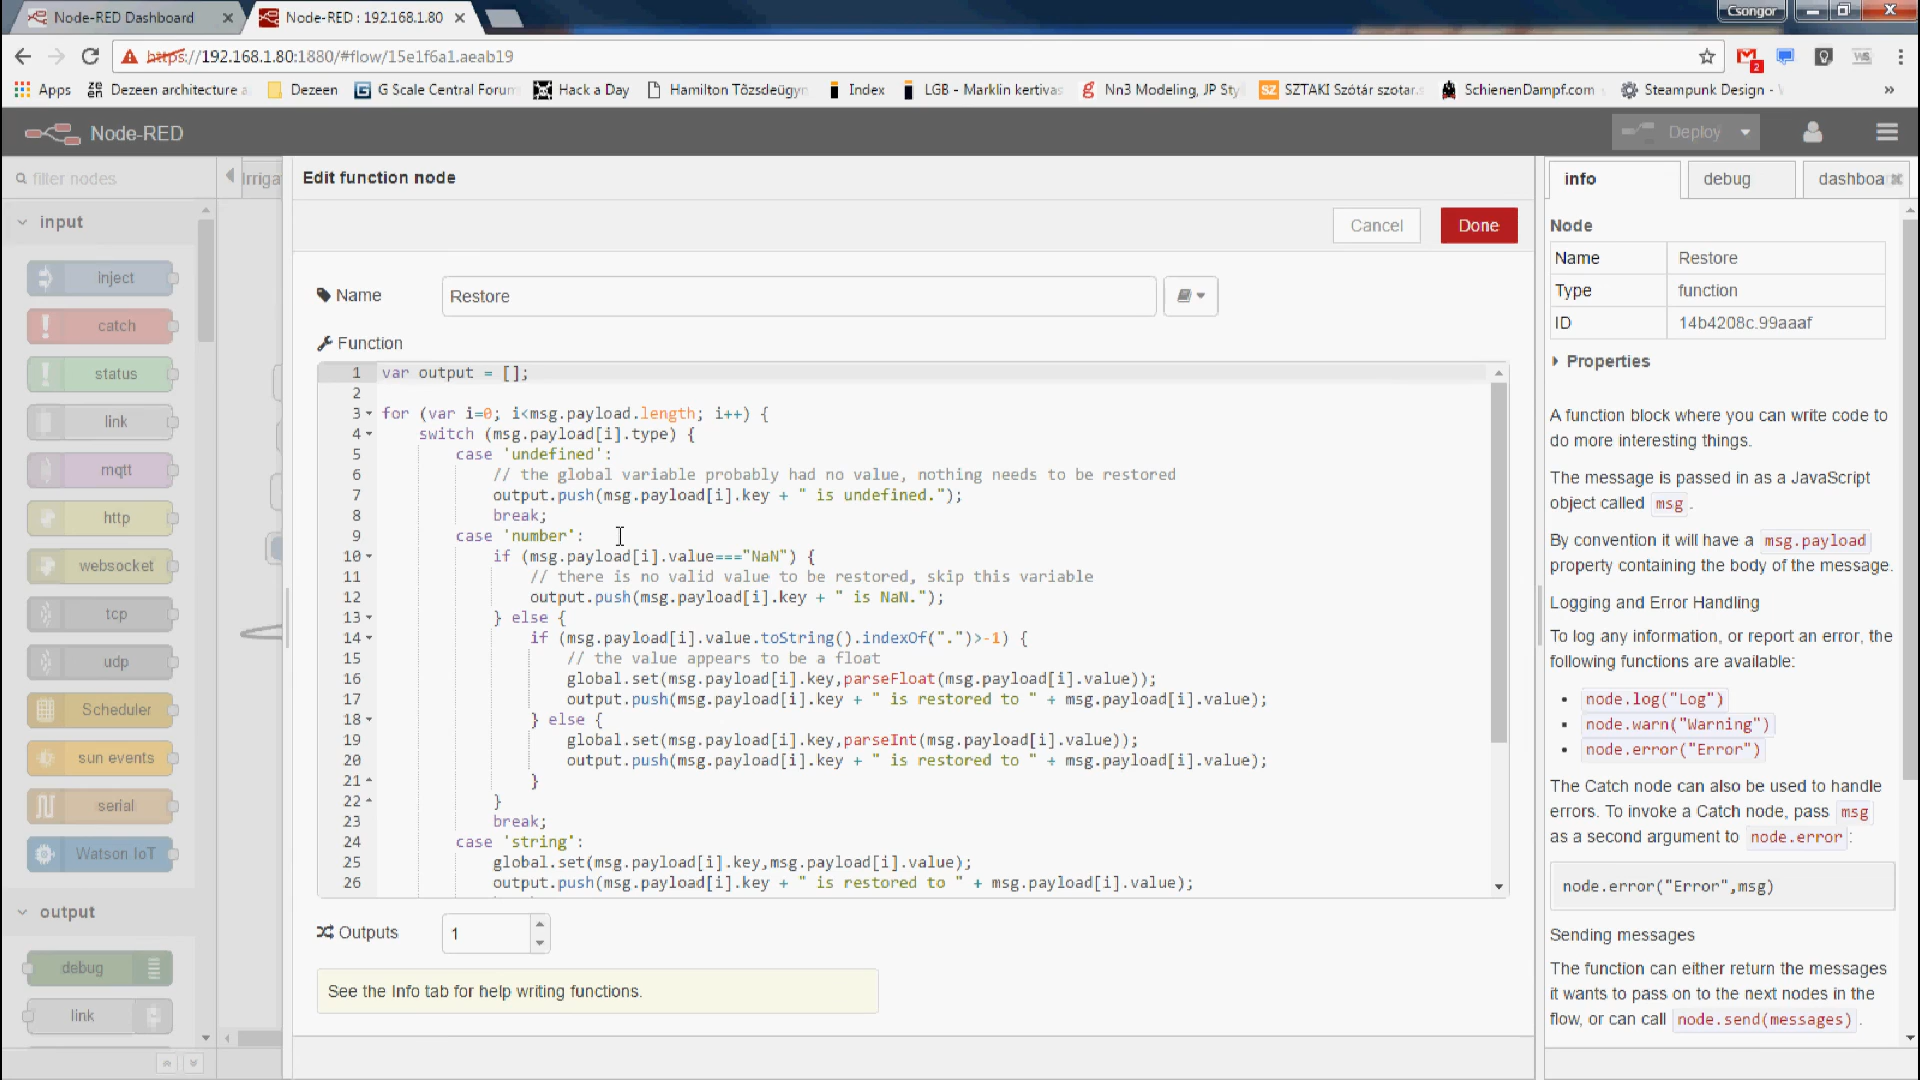 Node-RED Dashboard
Node-RED : 192.168.1.80
Csongor
https://192.168.1.80:1880/#flow/15e1f6a1.aeab19
2
Apps
Dezeen architecture a
Dezeen
G Scale Central Forum
Hack a Day
Hamilton Tőzsdeügyn
Index
LGB - Marklin kertivas
Nn3 Modeling, JP Sty
SZ SZTAKI Szótár szotar.s
SchienenDampf.com
Steampunk Design -
»
Node-RED
Deploy
filter nodes
Irriga
Edit function node
info
debug
dashboa
input
Cancel
Done
Node
Name
Restore
Type
function
ID
14b4208c.99aaaf
Properties
inject
catch
status
link
mqtt
http
websocket
tcp
udp
Scheduler
sun events
serial
Watson IoT
output
debug
link
Name
Restore
Function
1 var output = [];
2
3 for (var i=0; i<msg.payload.length; i++) {
4 switch (msg.payload[i].type) {
5 case 'undefined':
6 // the global variable probably had no value, nothing needs to be restored
7 output.push(msg.payload[i].key + " is undefined.");
8 break;
9 case 'number':
10 if (msg.payload[i].value==="NaN") {
11 // there is no valid value to be restored, skip this variable
12 output.push(msg.payload[i].key + " is NaN.");
13 } else {
14 if (msg.payload[i].value.toString().indexOf(".")>-1) {
15 // the value appears to be a float
16 global.set(msg.payload[i].key,parseFloat(msg.payload[i].value));
17 output.push(msg.payload[i].key + " is restored to " + msg.payload[i].value);
18 } else {
19 global.set(msg.payload[i].key,parseInt(msg.payload[i].value));
20 output.push(msg.payload[i].key + " is restored to " + msg.payload[i].value);
21 }
22 }
23 break;
24 case 'string':
25 global.set(msg.payload[i].key,msg.payload[i].value);
26 output.push(msg.payload[i].key + " is restored to " + msg.payload[i].value);
Outputs
1
See the Info tab for help writing functions.
A function block where you can write code to
do more interesting things.
The message is passed in as a JavaScript
object called msg .
By convention it will have a msg.payload
property containing the body of the message.
Logging and Error Handling
To log any information, or report an error, the
following functions are available:
• node.log("Log")
• node.warn("Warning")
• node.error("Error")
The Catch node can also be used to handle
errors. To invoke a Catch node, pass msg
as a second argument to node.error :
node.error("Error",msg)
Sending messages
The function can either return the messages
it wants to pass on to the next nodes in the
flow, or can call node.send(messages) .